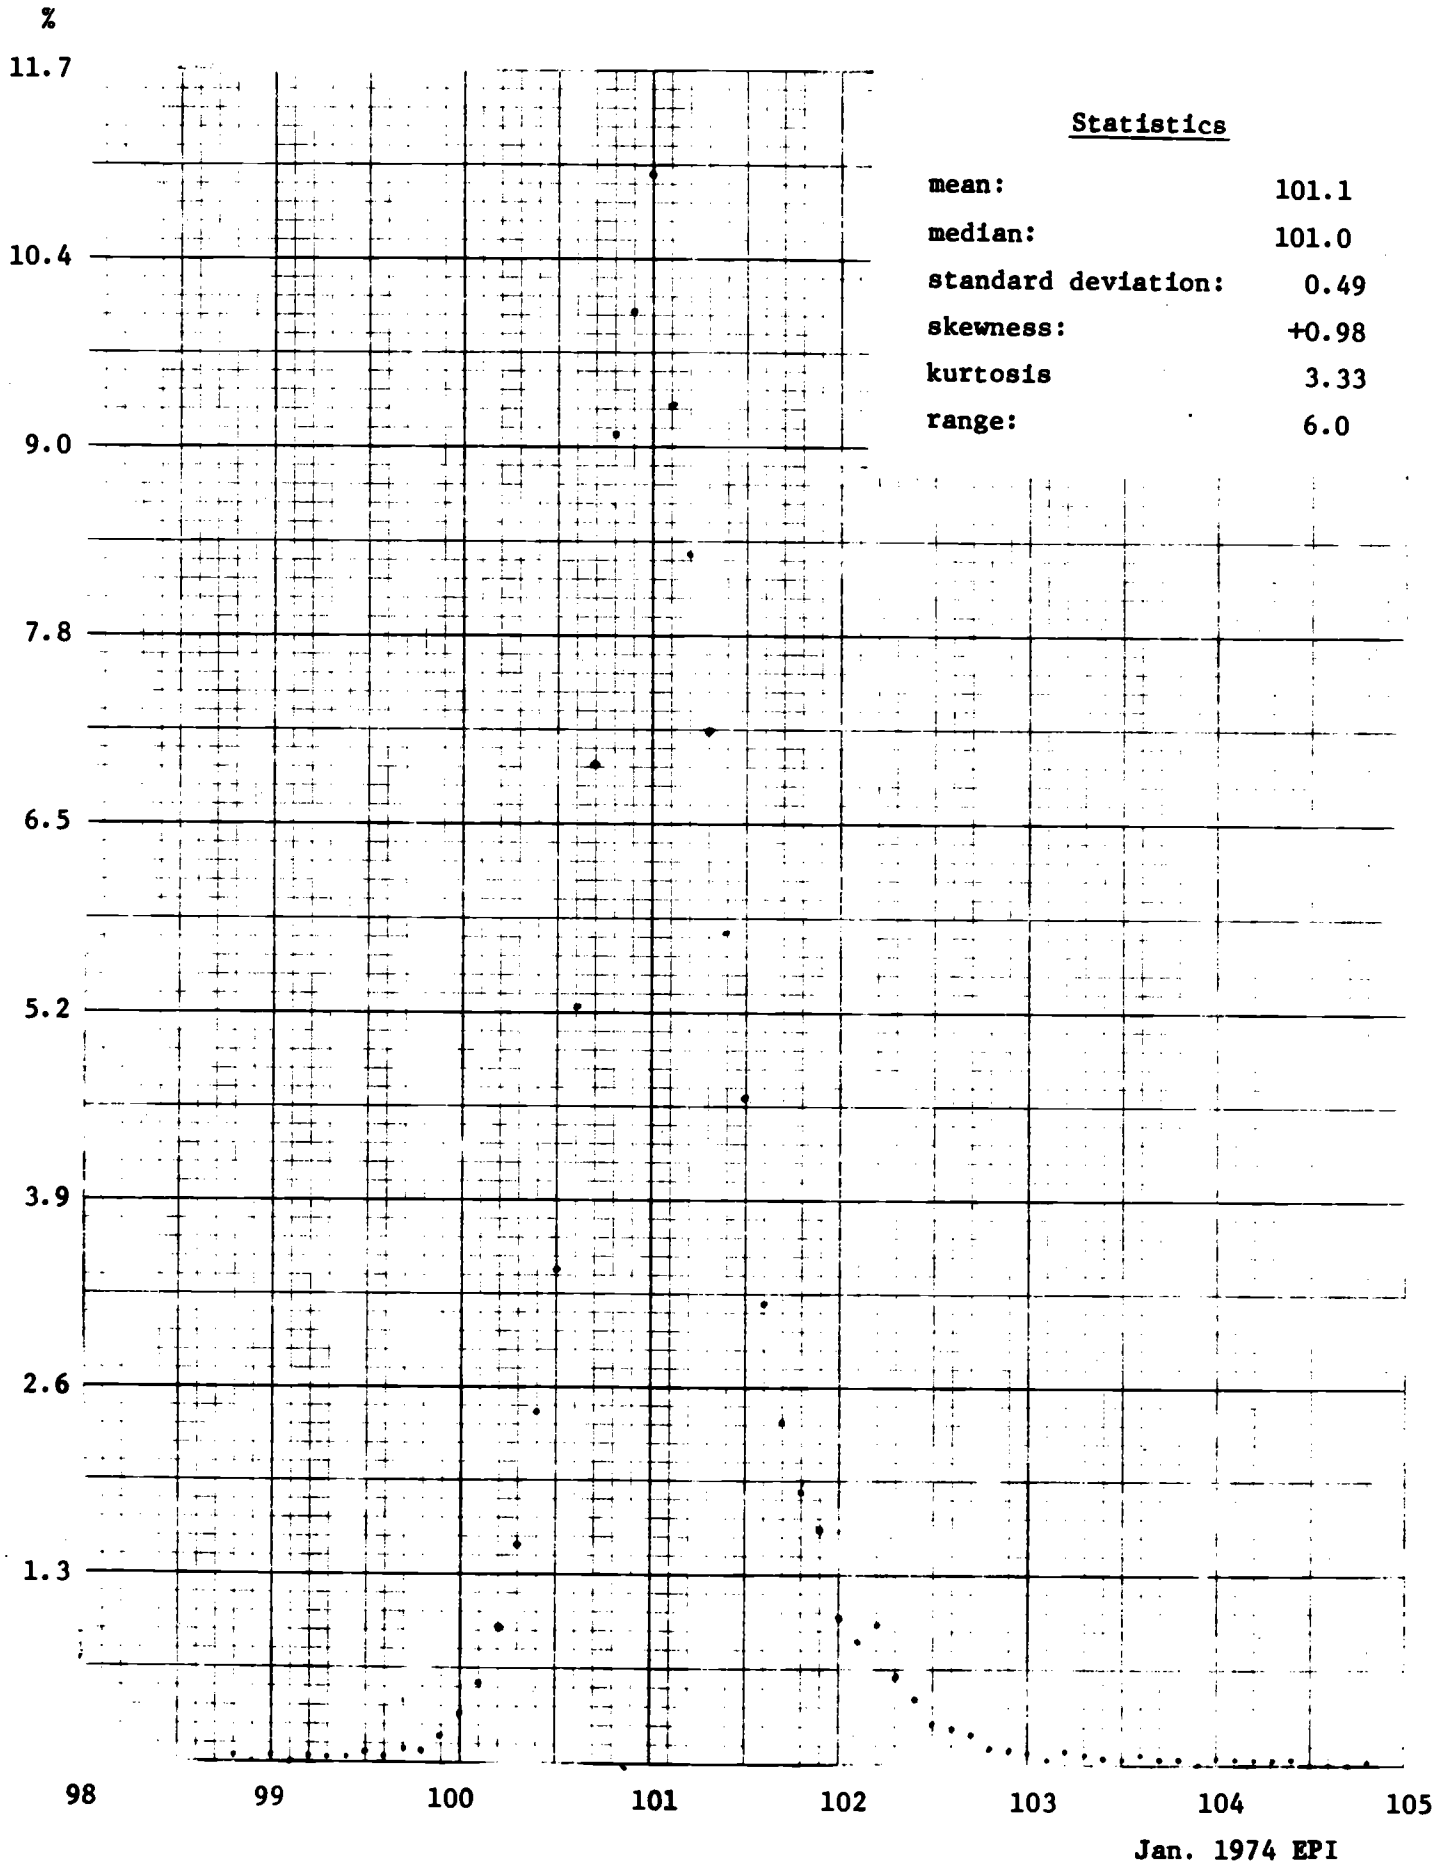 %
11.7
10.4
9.0
7.8
6.5
5.2
3.9
2.6
1.3
Statistics
mean: 101.1
median: 101.0
standard deviation: 0.49
skewness: +0.98
kurtosis 3.33
range: 6.0
98 99 100 101 102 103 104 105
Jan. 1974 EPI